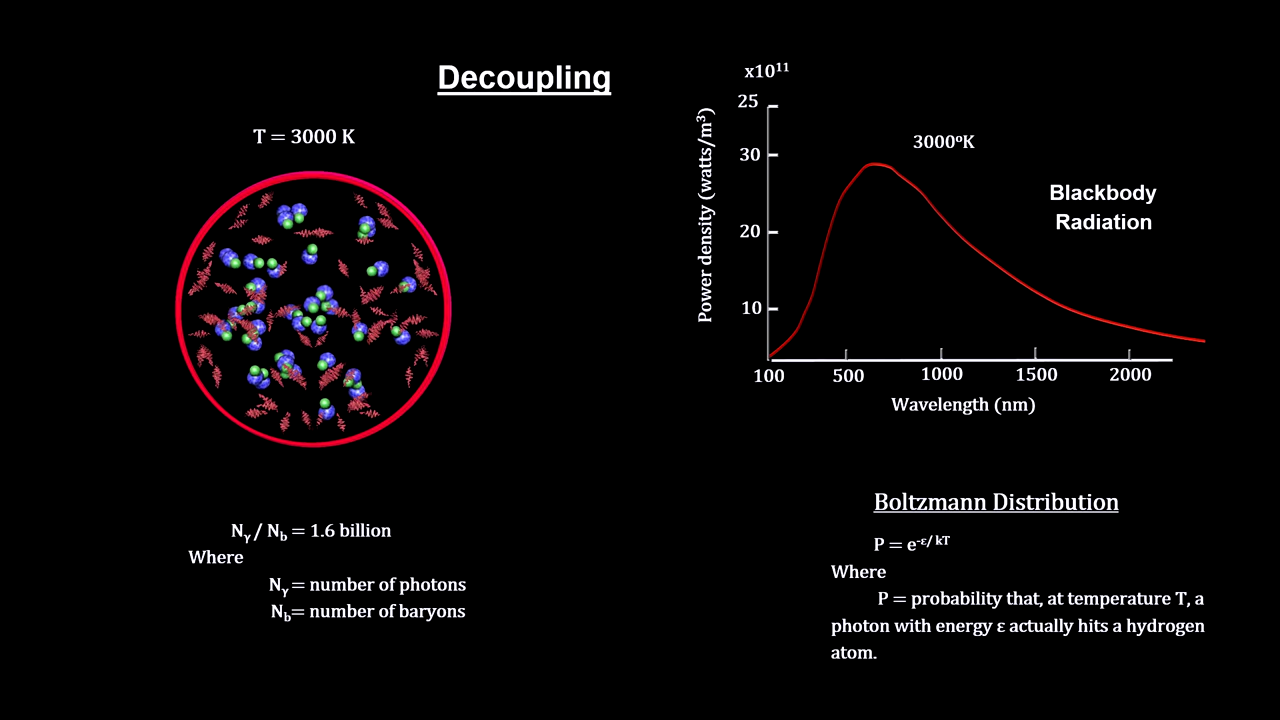 Decoupling
T = 3000 K
Nᵧ / N_b = 1.6 billion
Where
Nᵧ = number of photons
N_b= number of baryons
x10¹¹
25
30
20
10
Power density (watts/m³)
3000ᵒK
Blackbody
Radiation
100 500 1000 1500 2000
Wavelength (nm)
Boltzmann Distribution
P = e^-ε/ kT
Where
P = probability that, at temperature T, a
photon with energy ε actually hits a hydrogen
atom.